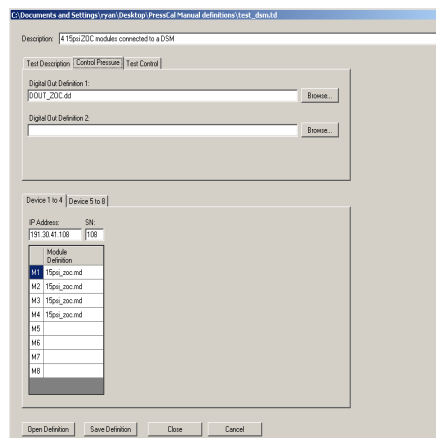 C:\Documents and Settings\ryan\Desktop\PressCal Manual definitions\test_dsm.td
Description: 4 15psi ZOC modules connected to a DSM
Test Description Control Pressure Test Control
Digital Out Definition 1:
DOUT_ZOC.dd Browse...
Digital Out Definition 2:
Browse...
Device 1 to 4 Device 5 to 8
IP Address: SN:
191.30.41.108 108
Module
Definition
M1 15psi_zoc.md
M2 15psi_zoc.md
M3 15psi_zoc.md
M4 15psi_zoc.md
M5
M6
M7
M8
Open Definition Save Definition Close Cancel